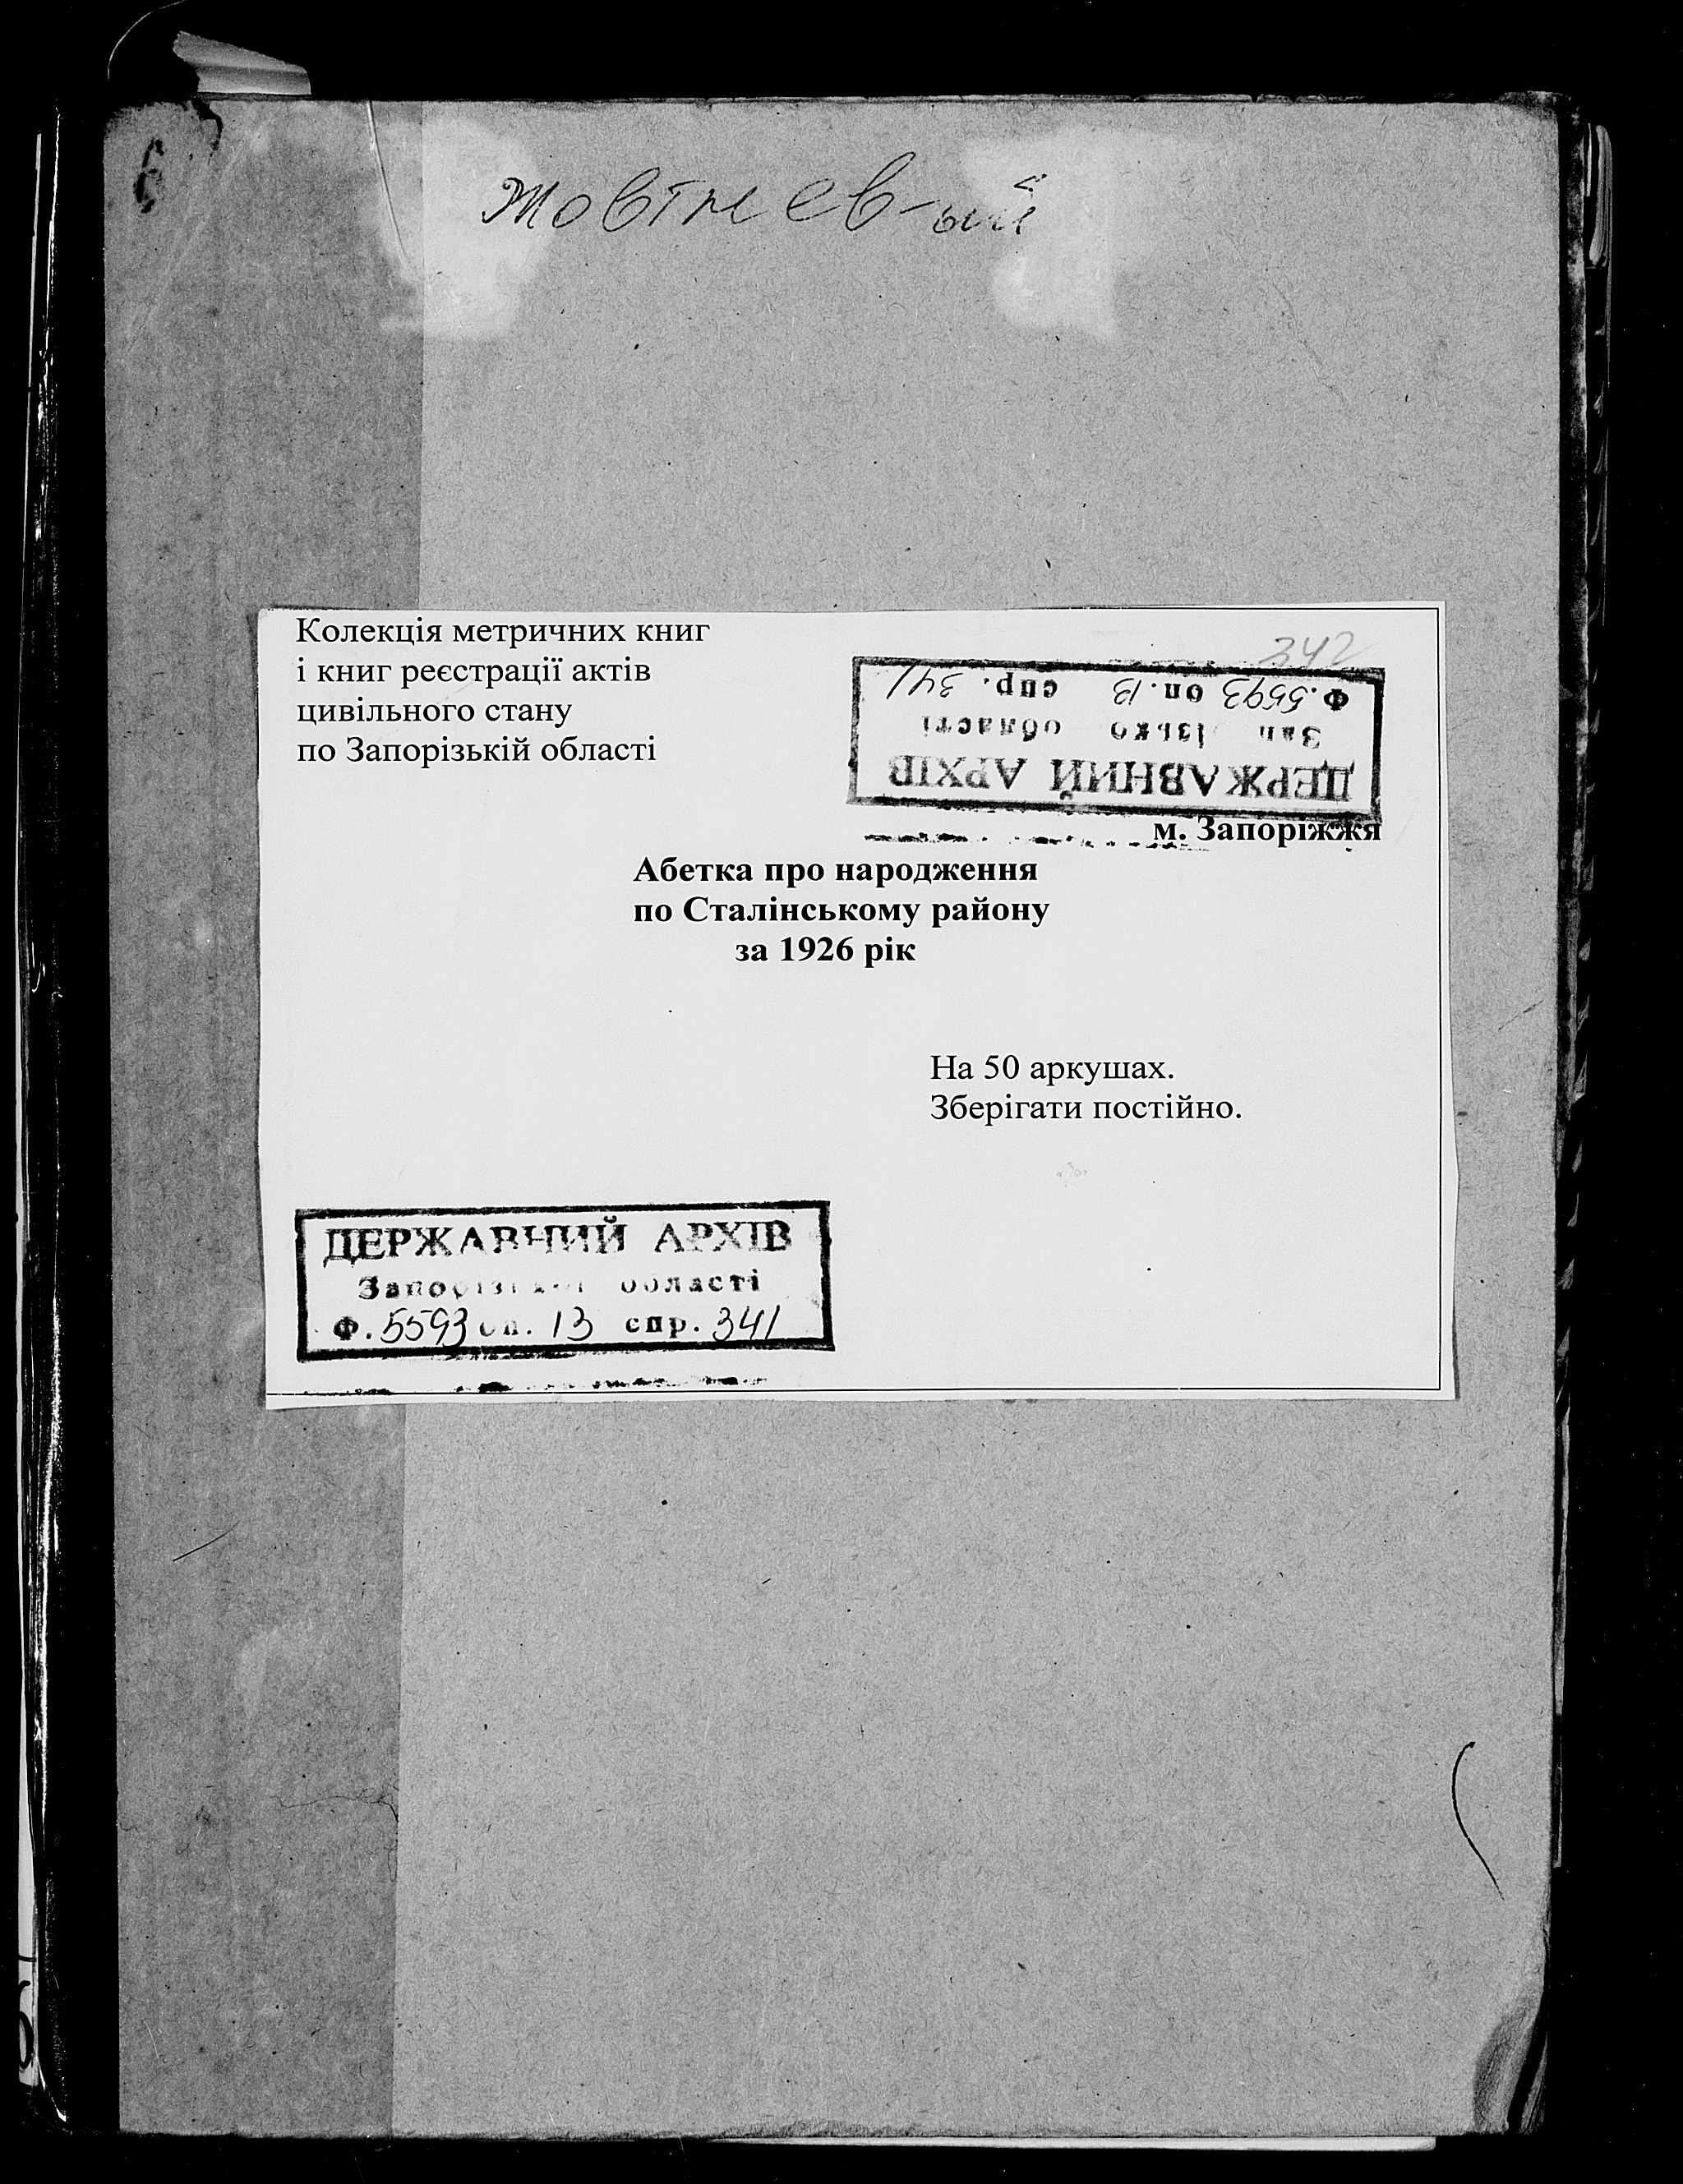 Жовтнев-ый
Колекція метричних книг
і книг реєстрації актів
цивільного стану
по Запорізькій області
342
ДЕРЖАВНИЙ АРХІВ
області
Ф. 5593 оп. 13 спр. 341
м. Запоріжжя
Абетка про народження
по Сталінському району
за 1926 рік
На 50 аркушах.
Зберігати постійно.
ДЕРЖАВНИЙ АРХІВ
Запорізької області
Ф. 5593 оп. 13 спр. 341